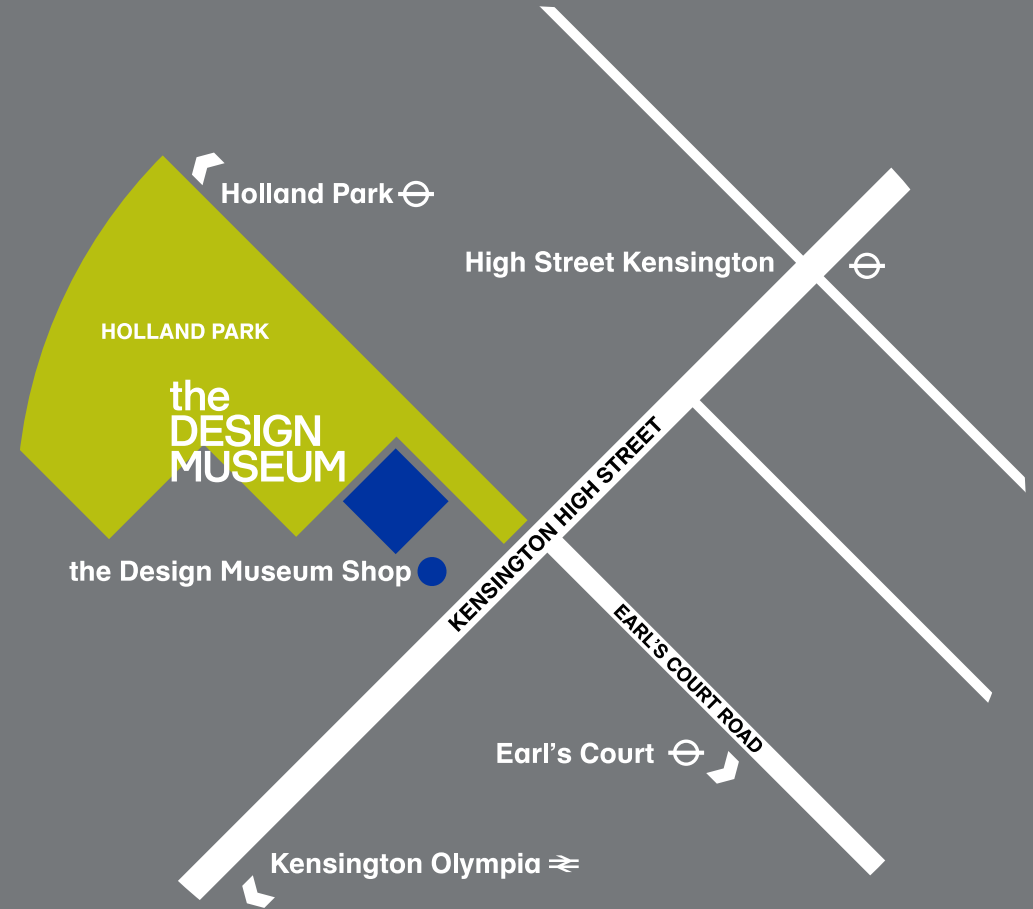 Holland Park
High Street Kensington
HOLLAND PARK
the
DESIGN
MUSEUM
KENSINGTON HIGH STREET
the Design Museum Shop
EARL’S COURT ROAD
Earl’s Court
Kensington Olympia